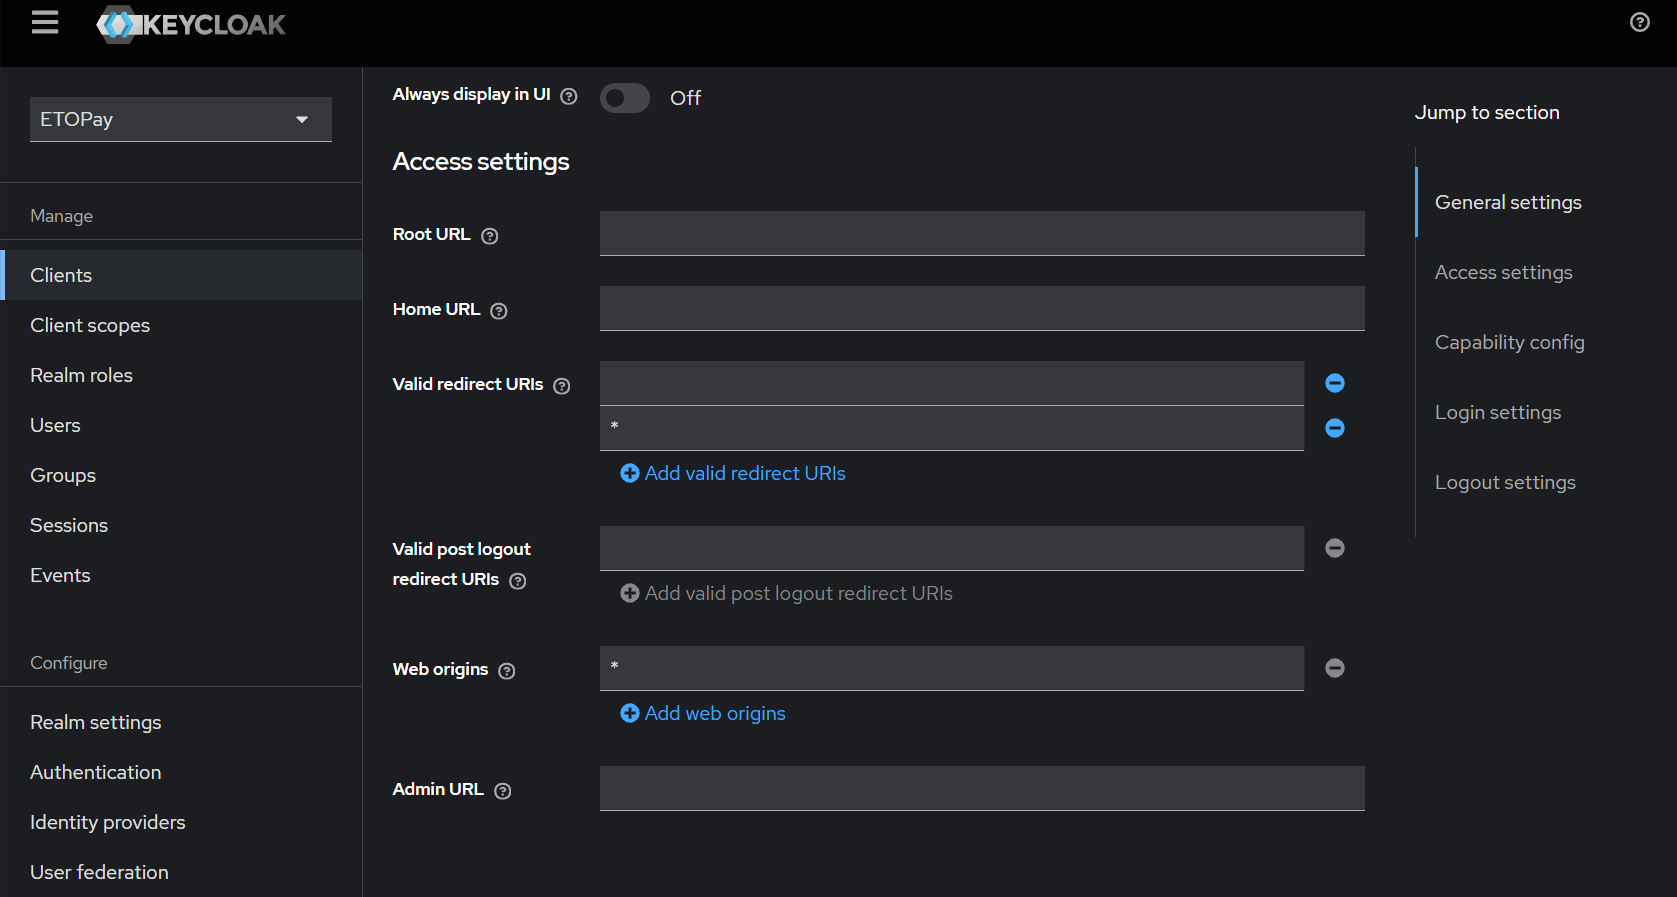 KEYCLOAK
ETOPay
Manage
Clients
Client scopes
Realm roles
Users
Groups
Sessions
Events
Configure
Realm settings
Authentication
Identity providers
User federation
Always display in UI
Off
Access settings
Root URL
Home URL
Valid redirect URIs
*
Add valid redirect URIs
Valid post logout
redirect URIs
Add valid post logout redirect URIs
Web origins
*
Add web origins
Admin URL
Jump to section
General settings
Access settings
Capability config
Login settings
Logout settings